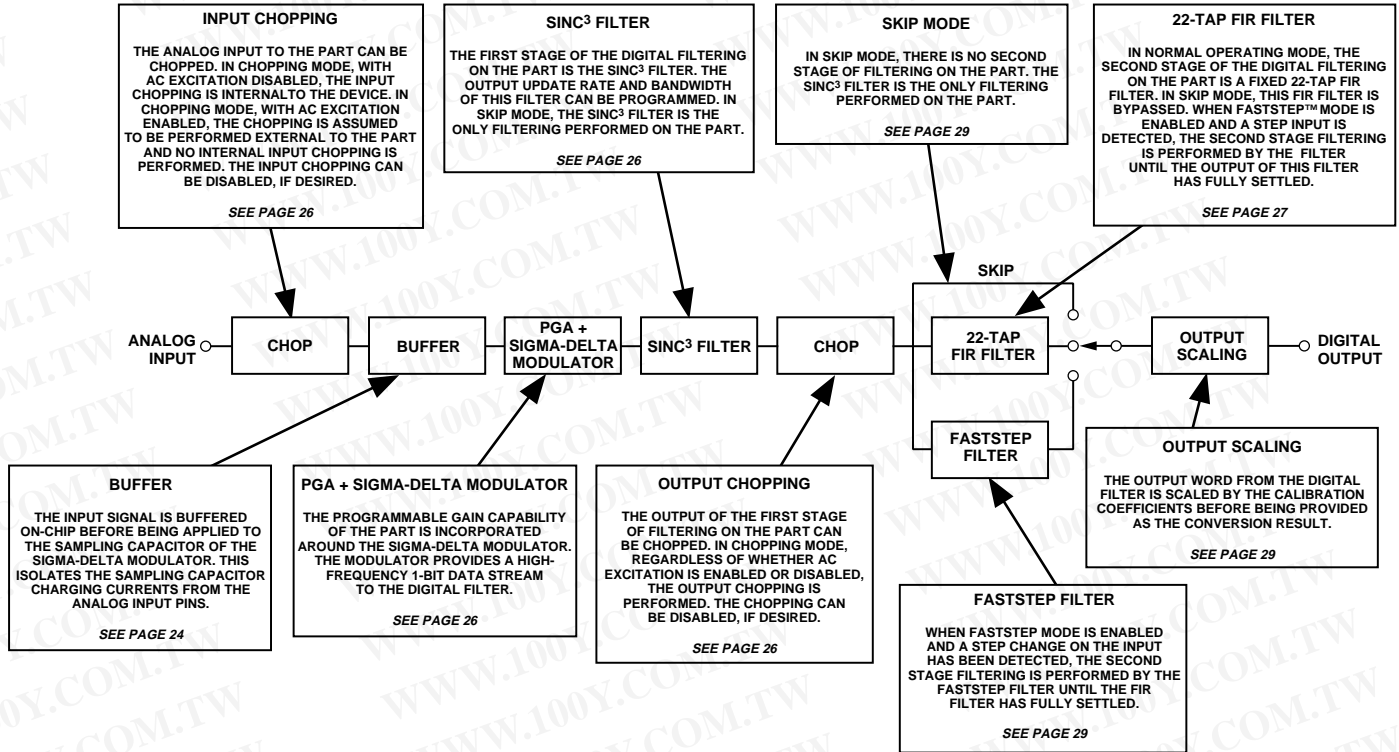 INPUT CHOPPING
THE ANALOG INPUT TO THE PART CAN BE
CHOPPED. IN CHOPPING MODE, WITH
AC EXCITATION DISABLED, THE INPUT
CHOPPING IS INTERNALTO THE DEVICE. IN
CHOPPING MODE, WITH AC EXCITATION
ENABLED, THE CHOPPING IS ASSUMED
TO BE PERFORMED EXTERNAL TO THE PART
AND NO INTERNAL INPUT CHOPPING IS
PERFORMED. THE INPUT CHOPPING CAN
BE DISABLED, IF DESIRED.
SEE PAGE 26
SINC³ FILTER
THE FIRST STAGE OF THE DIGITAL FILTERING
ON THE PART IS THE SINC³ FILTER. THE
OUTPUT UPDATE RATE AND BANDWIDTH
OF THIS FILTER CAN BE PROGRAMMED. IN
SKIP MODE, THE SINC³ FILTER IS THE
ONLY FILTERING PERFORMED ON THE PART.
SEE PAGE 26
SKIP MODE
IN SKIP MODE, THERE IS NO SECOND
STAGE OF FILTERING ON THE PART. THE
SINC³ FILTER IS THE ONLY FILTERING
PERFORMED ON THE PART.
SEE PAGE 29
22-TAP FIR FILTER
IN NORMAL OPERATING MODE, THE
SECOND STAGE OF THE DIGITAL FILTERING
ON THE PART IS A FIXED 22-TAP FIR
FILTER. IN SKIP MODE, THIS FIR FILTER IS
BYPASSED. WHEN FASTSTEP™ MODE IS
ENABLED AND A STEP INPUT IS
DETECTED, THE SECOND STAGE FILTERING
IS PERFORMED BY THE FILTER
UNTIL THE OUTPUT OF THIS FILTER
HAS FULLY SETTLED.
SEE PAGE 27
SKIP
ANALOG
INPUT
CHOP
BUFFER
PGA +
SIGMA-DELTA
MODULATOR
SINC³ FILTER
CHOP
22-TAP
FIR FILTER
OUTPUT
SCALING
DIGITAL
OUTPUT
FASTSTEP
FILTER
BUFFER
THE INPUT SIGNAL IS BUFFERED
ON-CHIP BEFORE BEING APPLIED TO
THE SAMPLING CAPACITOR OF THE
SIGMA-DELTA MODULATOR. THIS
ISOLATES THE SAMPLING CAPACITOR
CHARGING CURRENTS FROM THE
ANALOG INPUT PINS.
SEE PAGE 24
PGA + SIGMA-DELTA MODULATOR
THE PROGRAMMABLE GAIN CAPABILITY
OF THE PART IS INCORPORATED
AROUND THE SIGMA-DELTA MODULATOR.
THE MODULATOR PROVIDES A HIGH-
FREQUENCY 1-BIT DATA STREAM
TO THE DIGITAL FILTER.
SEE PAGE 26
OUTPUT CHOPPING
THE OUTPUT OF THE FIRST STAGE
OF FILTERING ON THE PART CAN
BE CHOPPED. IN CHOPPING MODE,
REGARDLESS OF WHETHER AC
EXCITATION IS ENABLED OR DISABLED,
THE OUTPUT CHOPPING IS
PERFORMED. THE CHOPPING CAN
BE DISABLED, IF DESIRED.
SEE PAGE 26
OUTPUT SCALING
THE OUTPUT WORD FROM THE DIGITAL
FILTER IS SCALED BY THE CALIBRATION
COEFFICIENTS BEFORE BEING PROVIDED
AS THE CONVERSION RESULT.
SEE PAGE 29
FASTSTEP FILTER
WHEN FASTSTEP MODE IS ENABLED
AND A STEP CHANGE ON THE INPUT
HAS BEEN DETECTED, THE SECOND
STAGE FILTERING IS PERFORMED BY THE
FASTSTEP FILTER UNTIL THE FIR
FILTER HAS FULLY SETTLED.
SEE PAGE 29
WWW.100Y.COM.TW